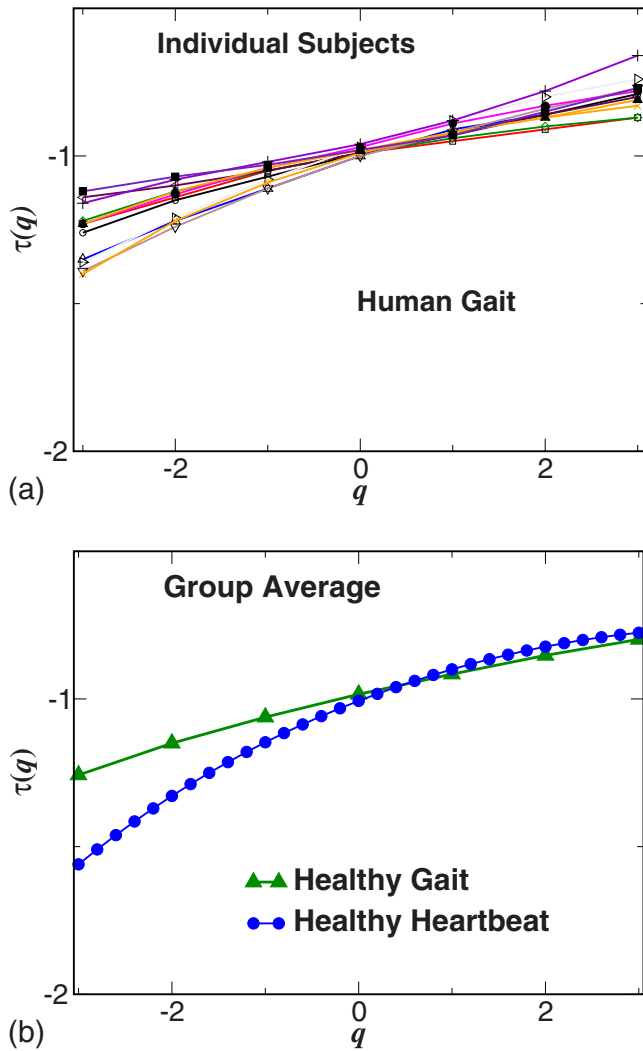 Individual Subjects
-1
τ(q)
Human Gait
-2
-2
0
2
(a)
q
Group Average
-1
τ(q)
Healthy Gait
Healthy Heartbeat
-2
-2
0
2
(b)
q